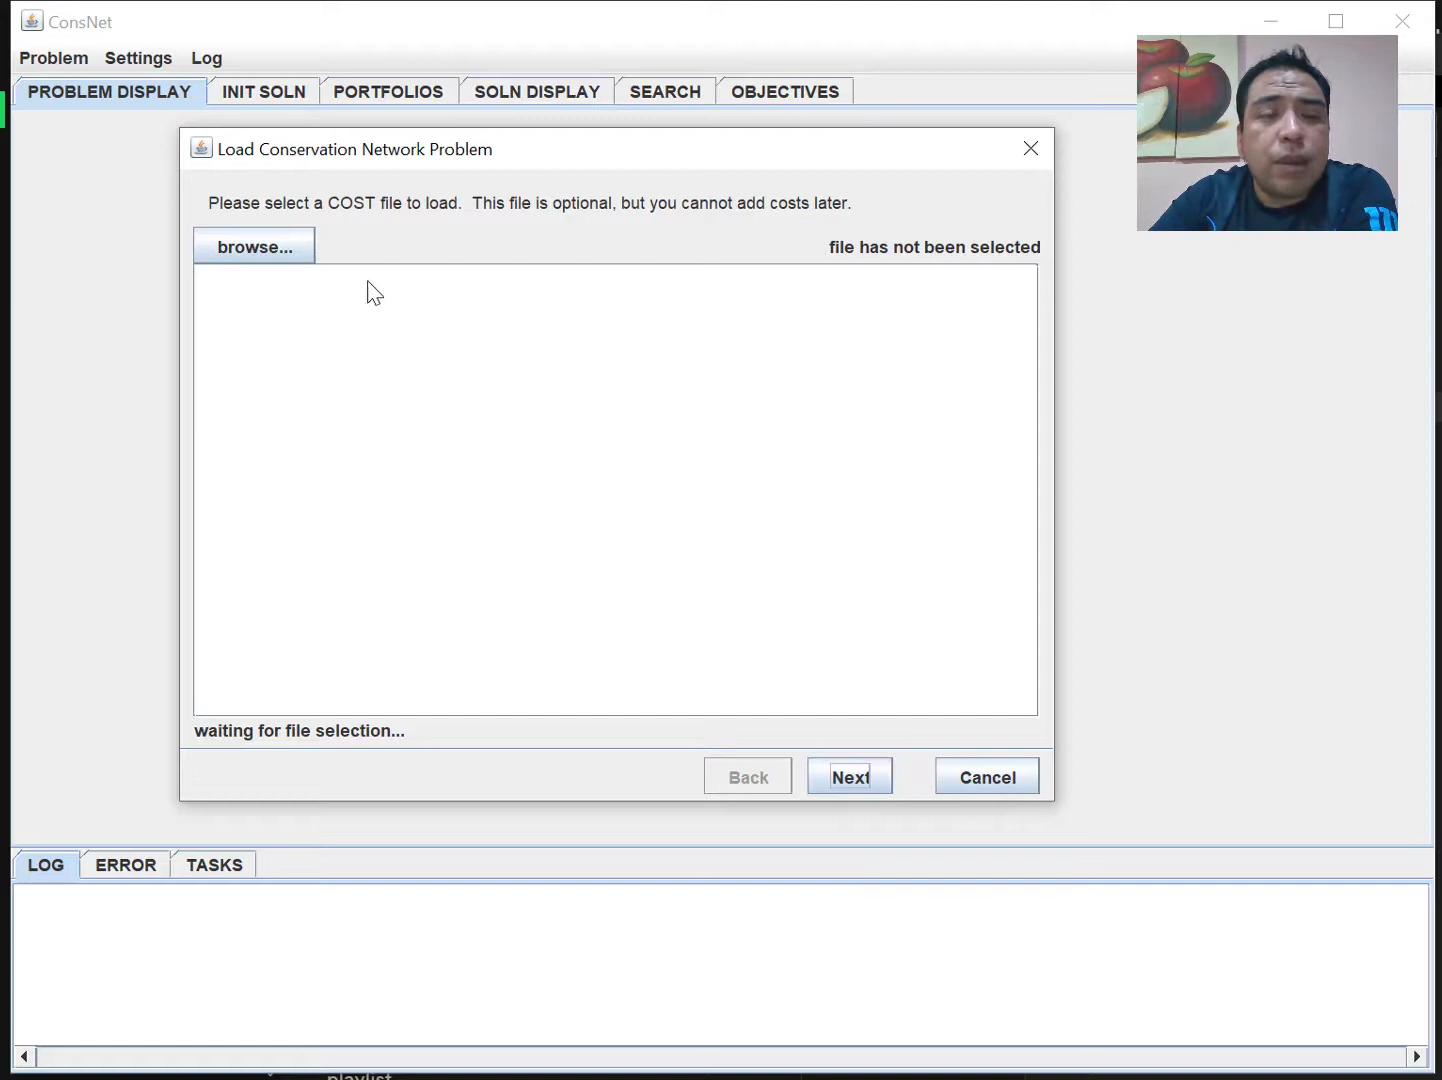 ConsNet
Problem Settings Log
PROBLEM DISPLAY INIT SOLN PORTFOLIOS SOLN DISPLAY SEARCH OBJECTIVES
Load Conservation Network Problem
Please select a COST file to load. This file is optional, but you cannot add costs later.
browse... file has not been selected
waiting for file selection...
Back Next Cancel
LOG ERROR TASKS
playlist